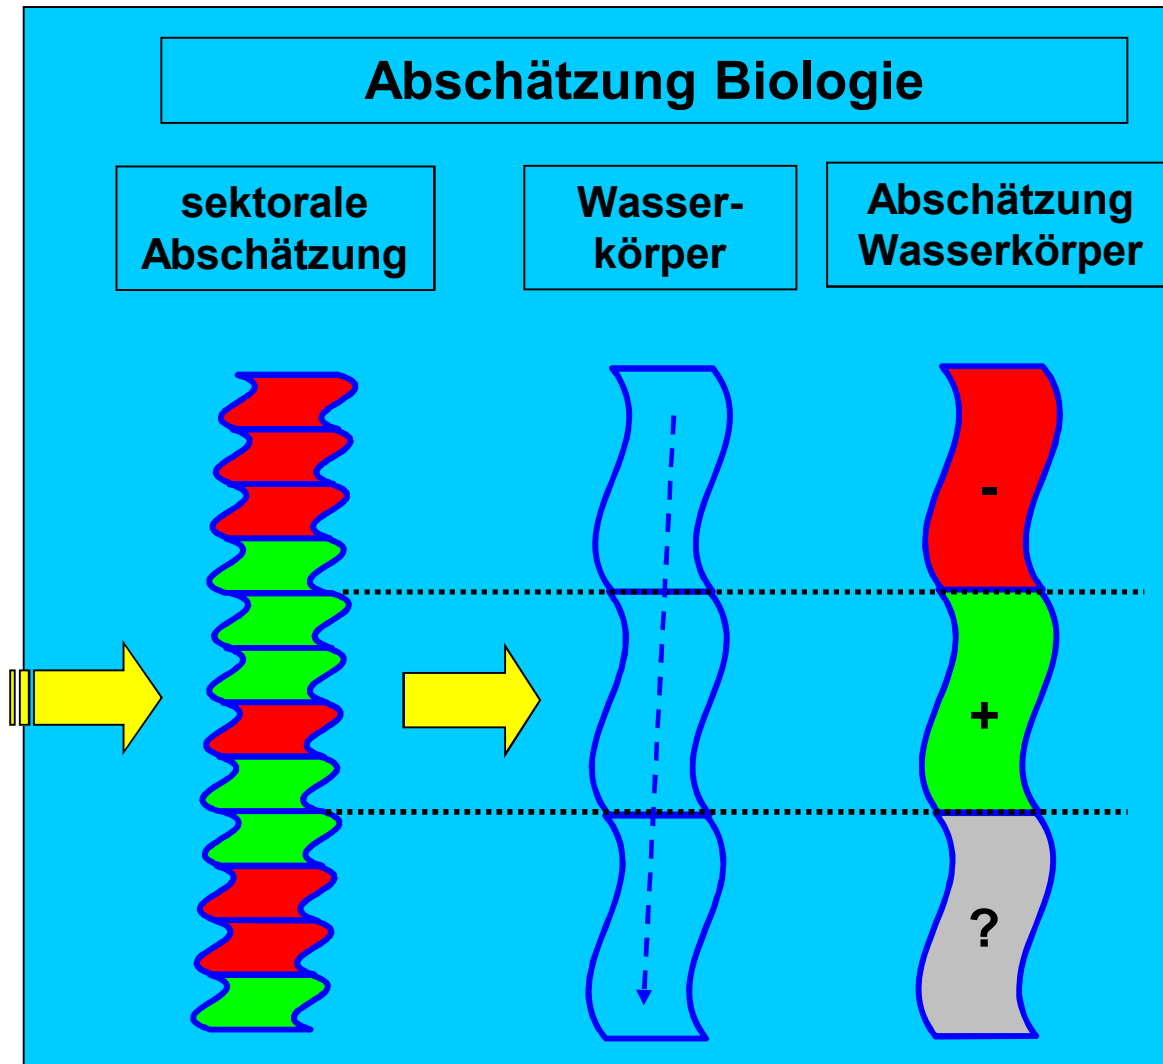 Abschätzung Biologie
sektorale
Abschätzung
Wasser-
körper
Abschätzung
Wasserkörper
-
+
?